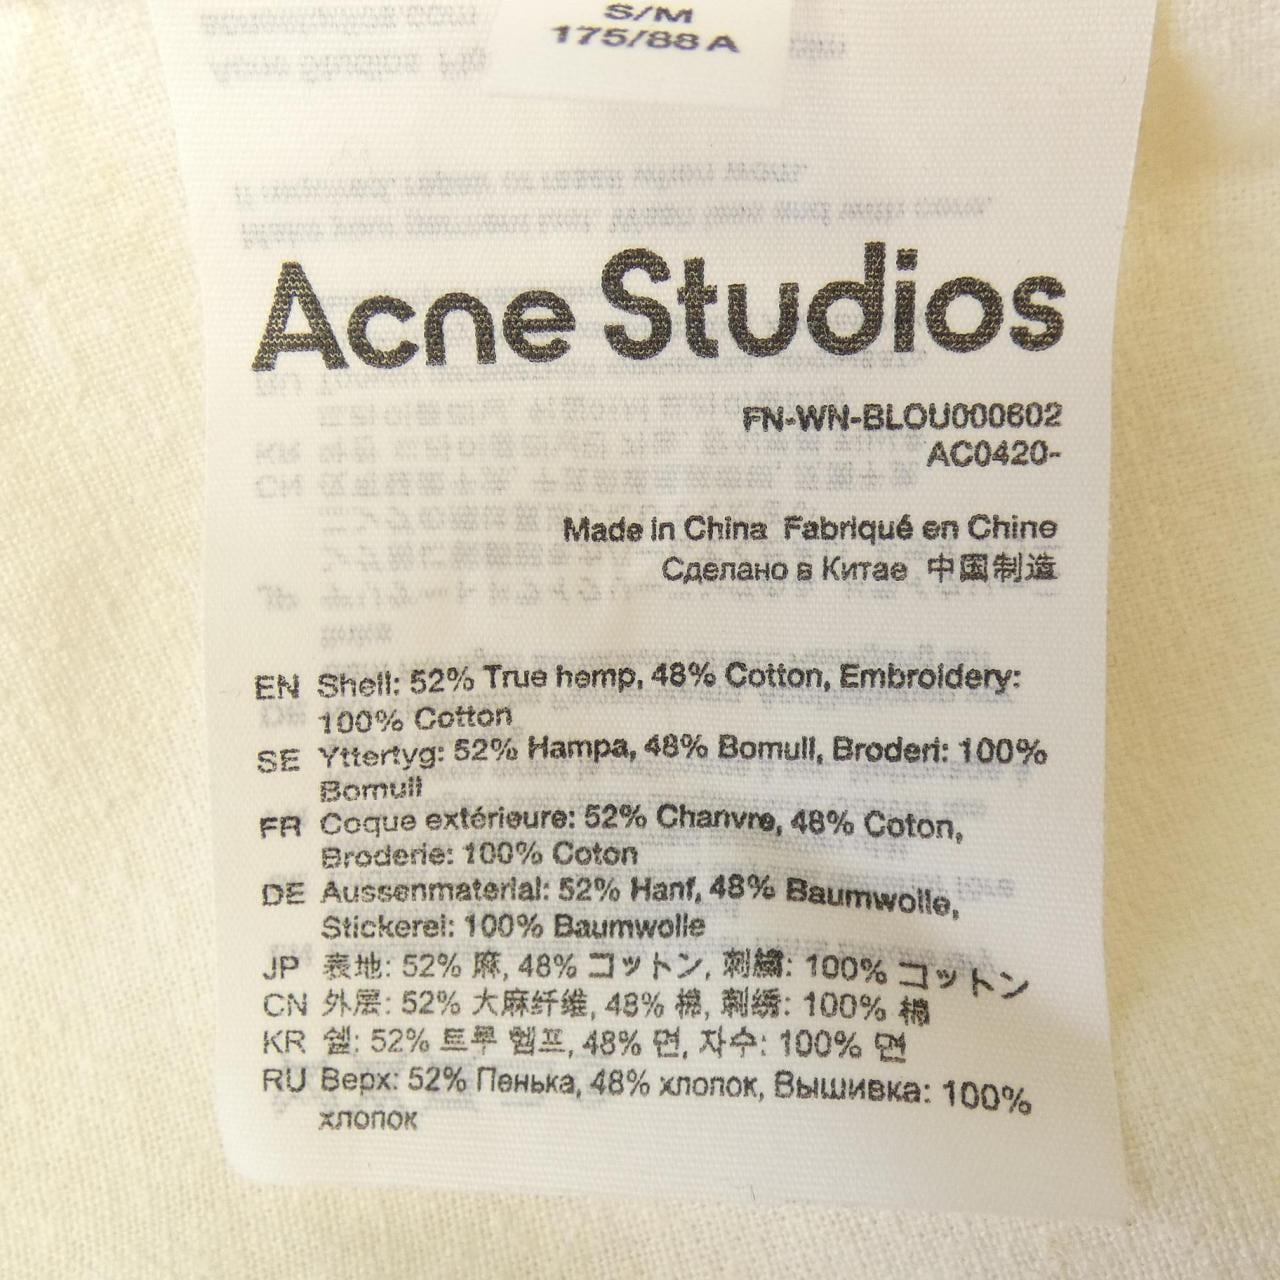 S/M
175/88A
Acne Studios
FN-WN-BLOU000602
AC0420-
Made in China Fabriqué en Chine
Сделано в Китае 中国制造
EN Shell: 52% True hemp, 48% Cotton, Embroidery:
100% Cotton
SE Yttertyg: 52% Hampa, 48% Bomull, Broderi: 100%
Bomull
FR Coque extérieure: 52% Chanvre, 48% Coton,
Broderie: 100% Coton
DE Aussenmaterial: 52% Hanf, 48% Baumwolle,
Stickerei: 100% Baumwolle
JP 表地: 52% 麻, 48% コットン, 刺繍: 100% コットン
CN 外层: 52% 大麻纤维, 48% 棉, 刺绣: 100% 棉
KR 쉘: 52% 트루 헴프, 48% 면, 자수: 100% 면
RU Верх: 52% Пенька, 48% хлопок, Вышивка: 100%
хлопок